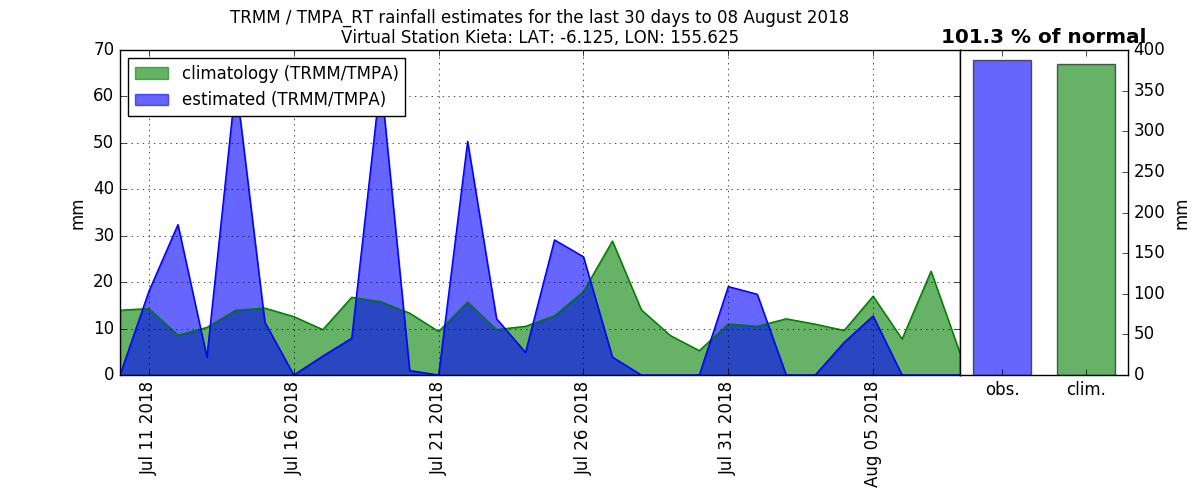 TRMM / TMPA_RT rainfall estimates for the last 30 days to 08 August 2018
Virtual Station Kieta: LAT: -6.125, LON: 155.625
101.3 % of normal
climatology (TRMM/TMPA)
estimated (TRMM/TMPA)
mm
70
60
50
40
30
20
10
0
Jul 11 2018
Jul 16 2018
Jul 21 2018
Jul 26 2018
Jul 31 2018
Aug 05 2018
obs.
clim.
400
350
300
250
200
150
100
50
0
mm